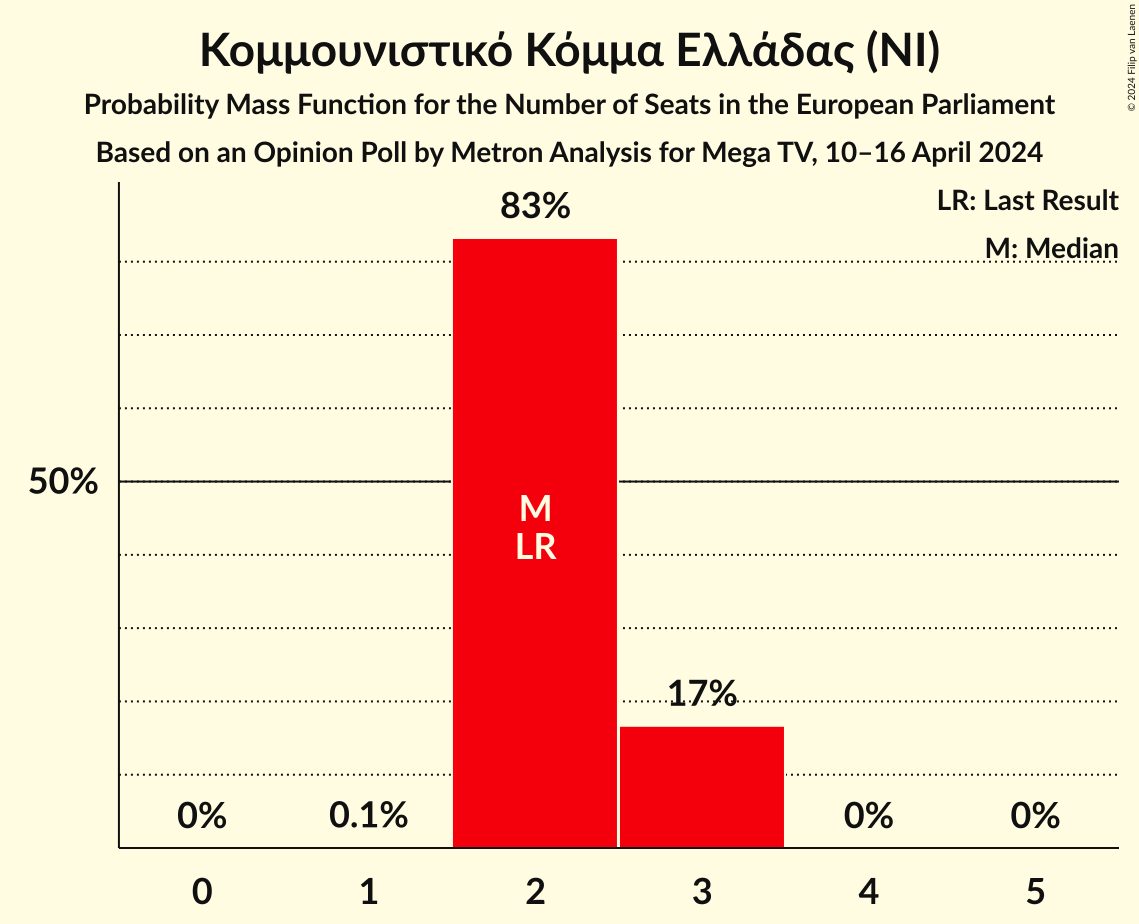 Κομμουνιστικό Κόμμα Ελλάδας (NI)
Probability Mass Function for the Number of Seats in the European Parliament
Based on an Opinion Poll by Metron Analysis for Mega TV, 10–16 April 2024
© 2024 Filip van Laenen
LR: Last Result
M: Median
83%
50%
M
LR
17%
0%
0.1%
0%
0%
0
1
2
3
4
5